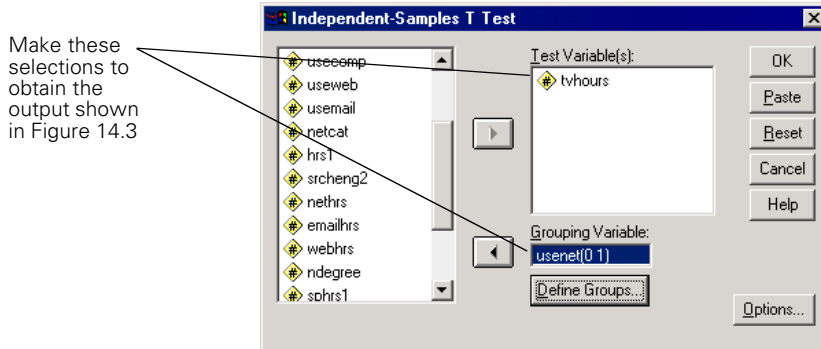 Independent-Samples T Test
Make these
selections to
obtain the
output shown
in Figure 14.3
usecomp
useweb
usemail
netcat
hrs1
srcheng2
nethrs
emailhrs
webhrs
ndegree
sphrs1
Test Variable(s):
tvhours
Grouping Variable:
usenet(0 1)
Define Groups...
OK
Paste
Reset
Cancel
Help
Options...